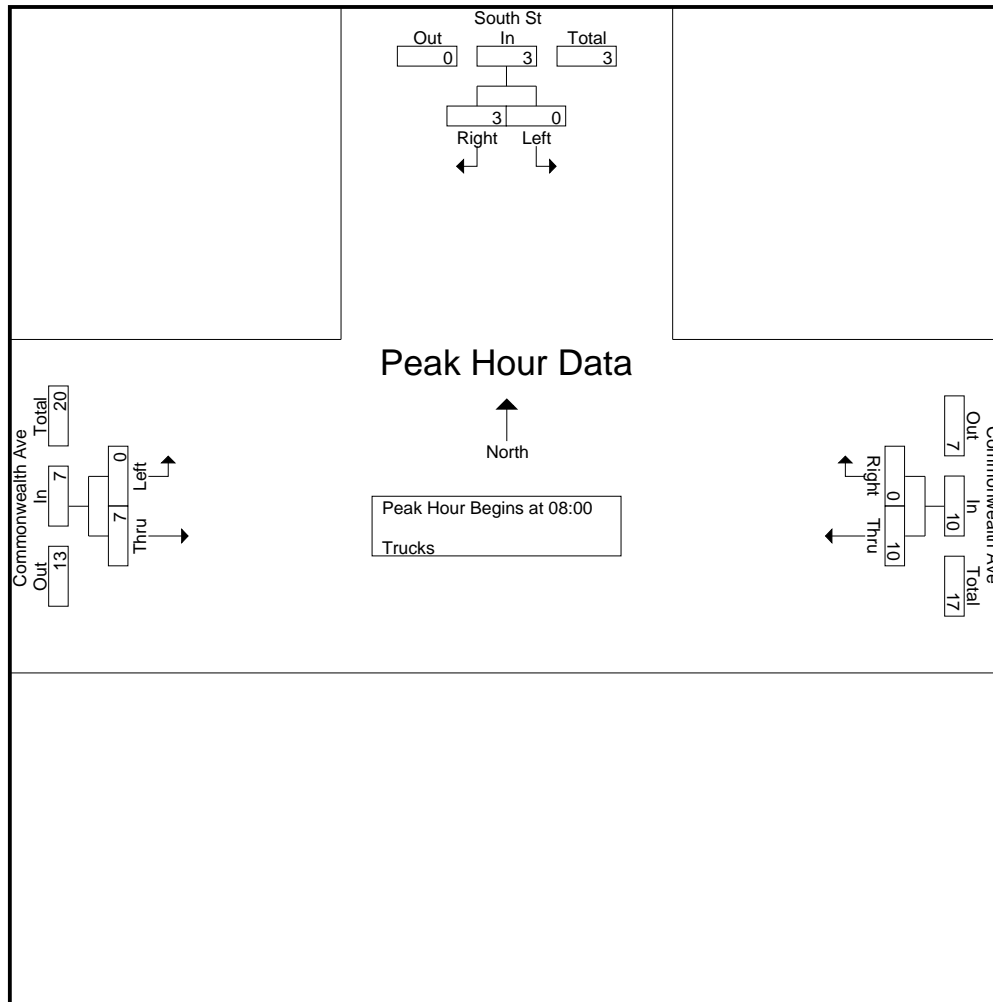 South St
Out In Total
0 3 3
3 0
Right Left
Peak Hour Data
North
Peak Hour Begins at 08:00
Trucks
Commonwealth Ave
Total In Out
20 7 13
0 7
Left Thru
Commonwealth Ave
Out In Total
7 10 17
0 10
Right Thru